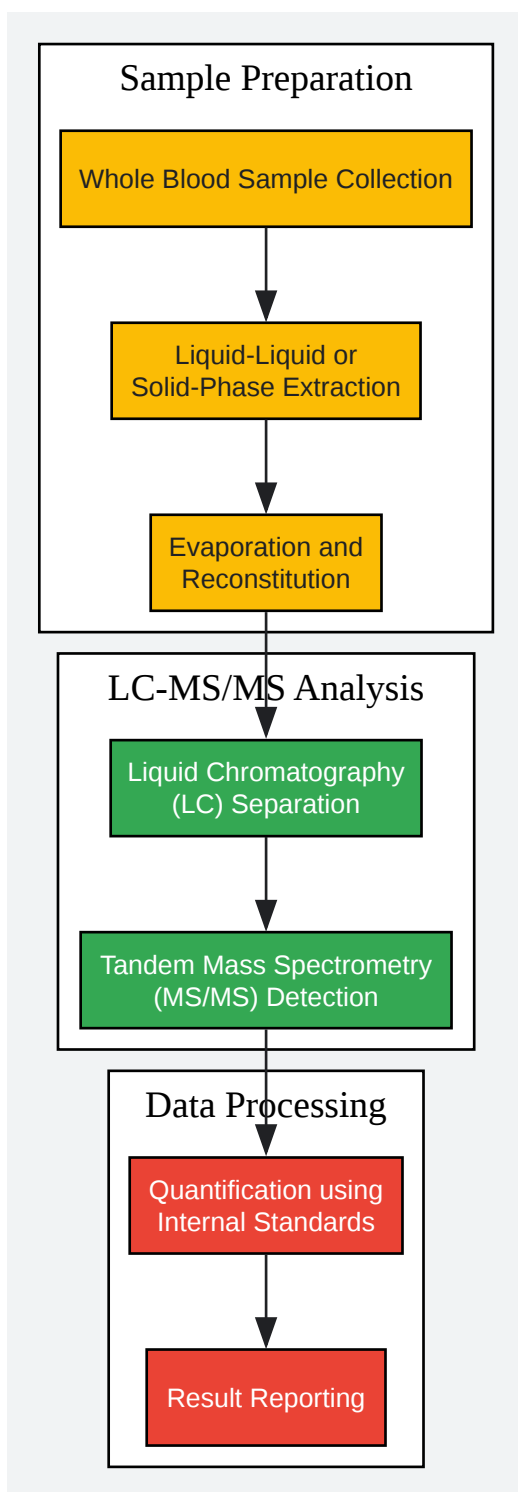 Sample Preparation
Whole Blood Sample Collection
Liquid-Liquid or
Solid-Phase Extraction
Evaporation and
Reconstitution
LC-MS/MS Analysis
Liquid Chromatography
(LC) Separation
Tandem Mass Spectrometry
(MS/MS) Detection
Data Processing
Quantification using
Internal Standards
Result Reporting